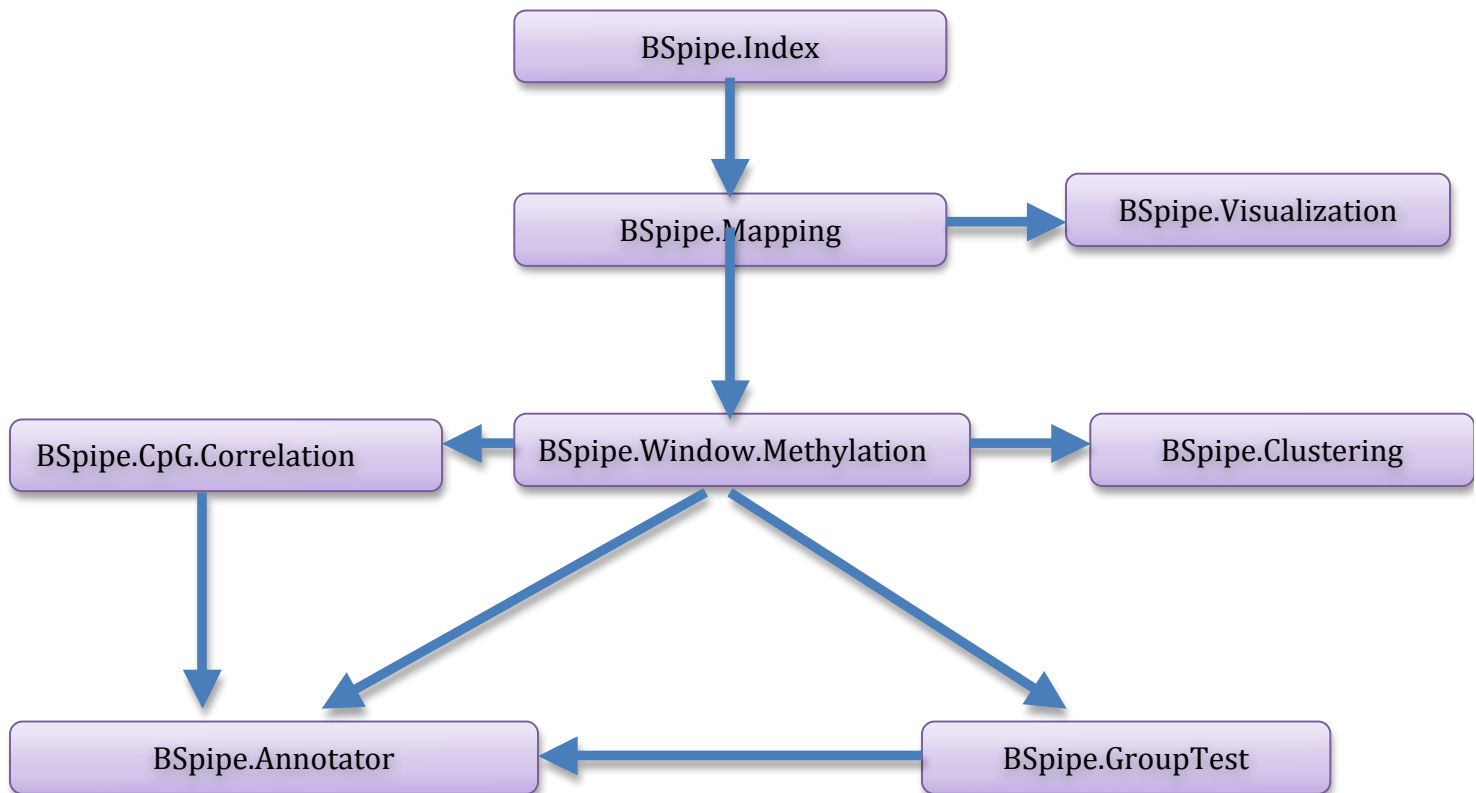 BSpipe.Index
BSpipe.Mapping
BSpipe.Visualization
BSpipe.CpG.Correlation
BSpipe.Window.Methylation
BSpipe.Clustering
BSpipe.Annotator
BSpipe.GroupTest